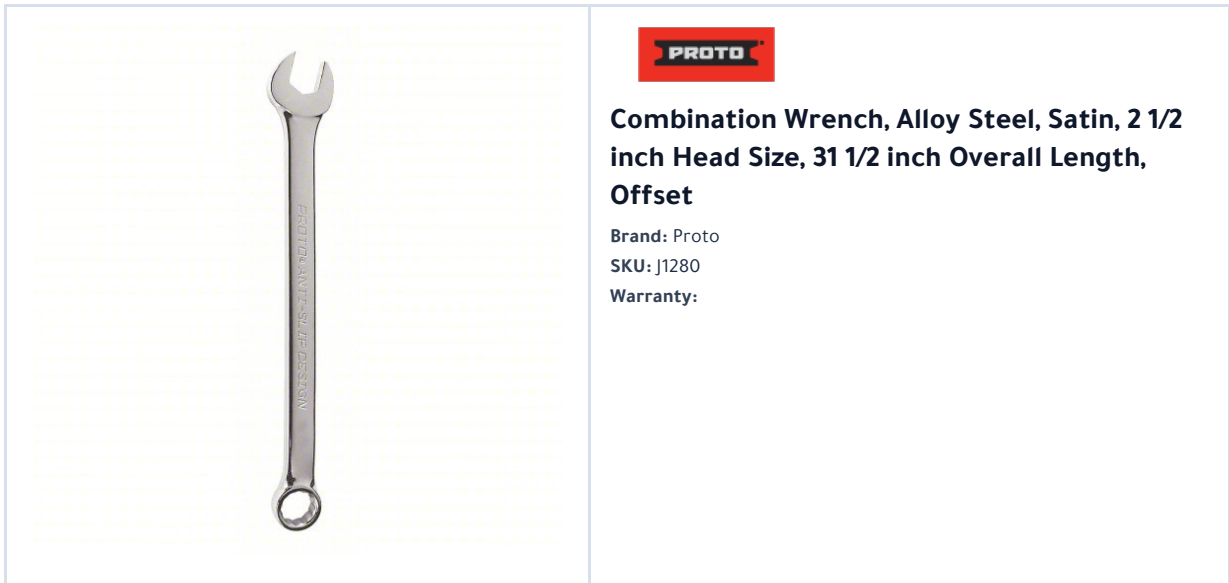 PROTO
Combination Wrench, Alloy Steel, Satin, 2 1/2
inch Head Size, 31 1/2 inch Overall Length,
Offset
Brand: Proto
SKU: J1280
Warranty:
PROTO® ANTI-SLIP DESIGN